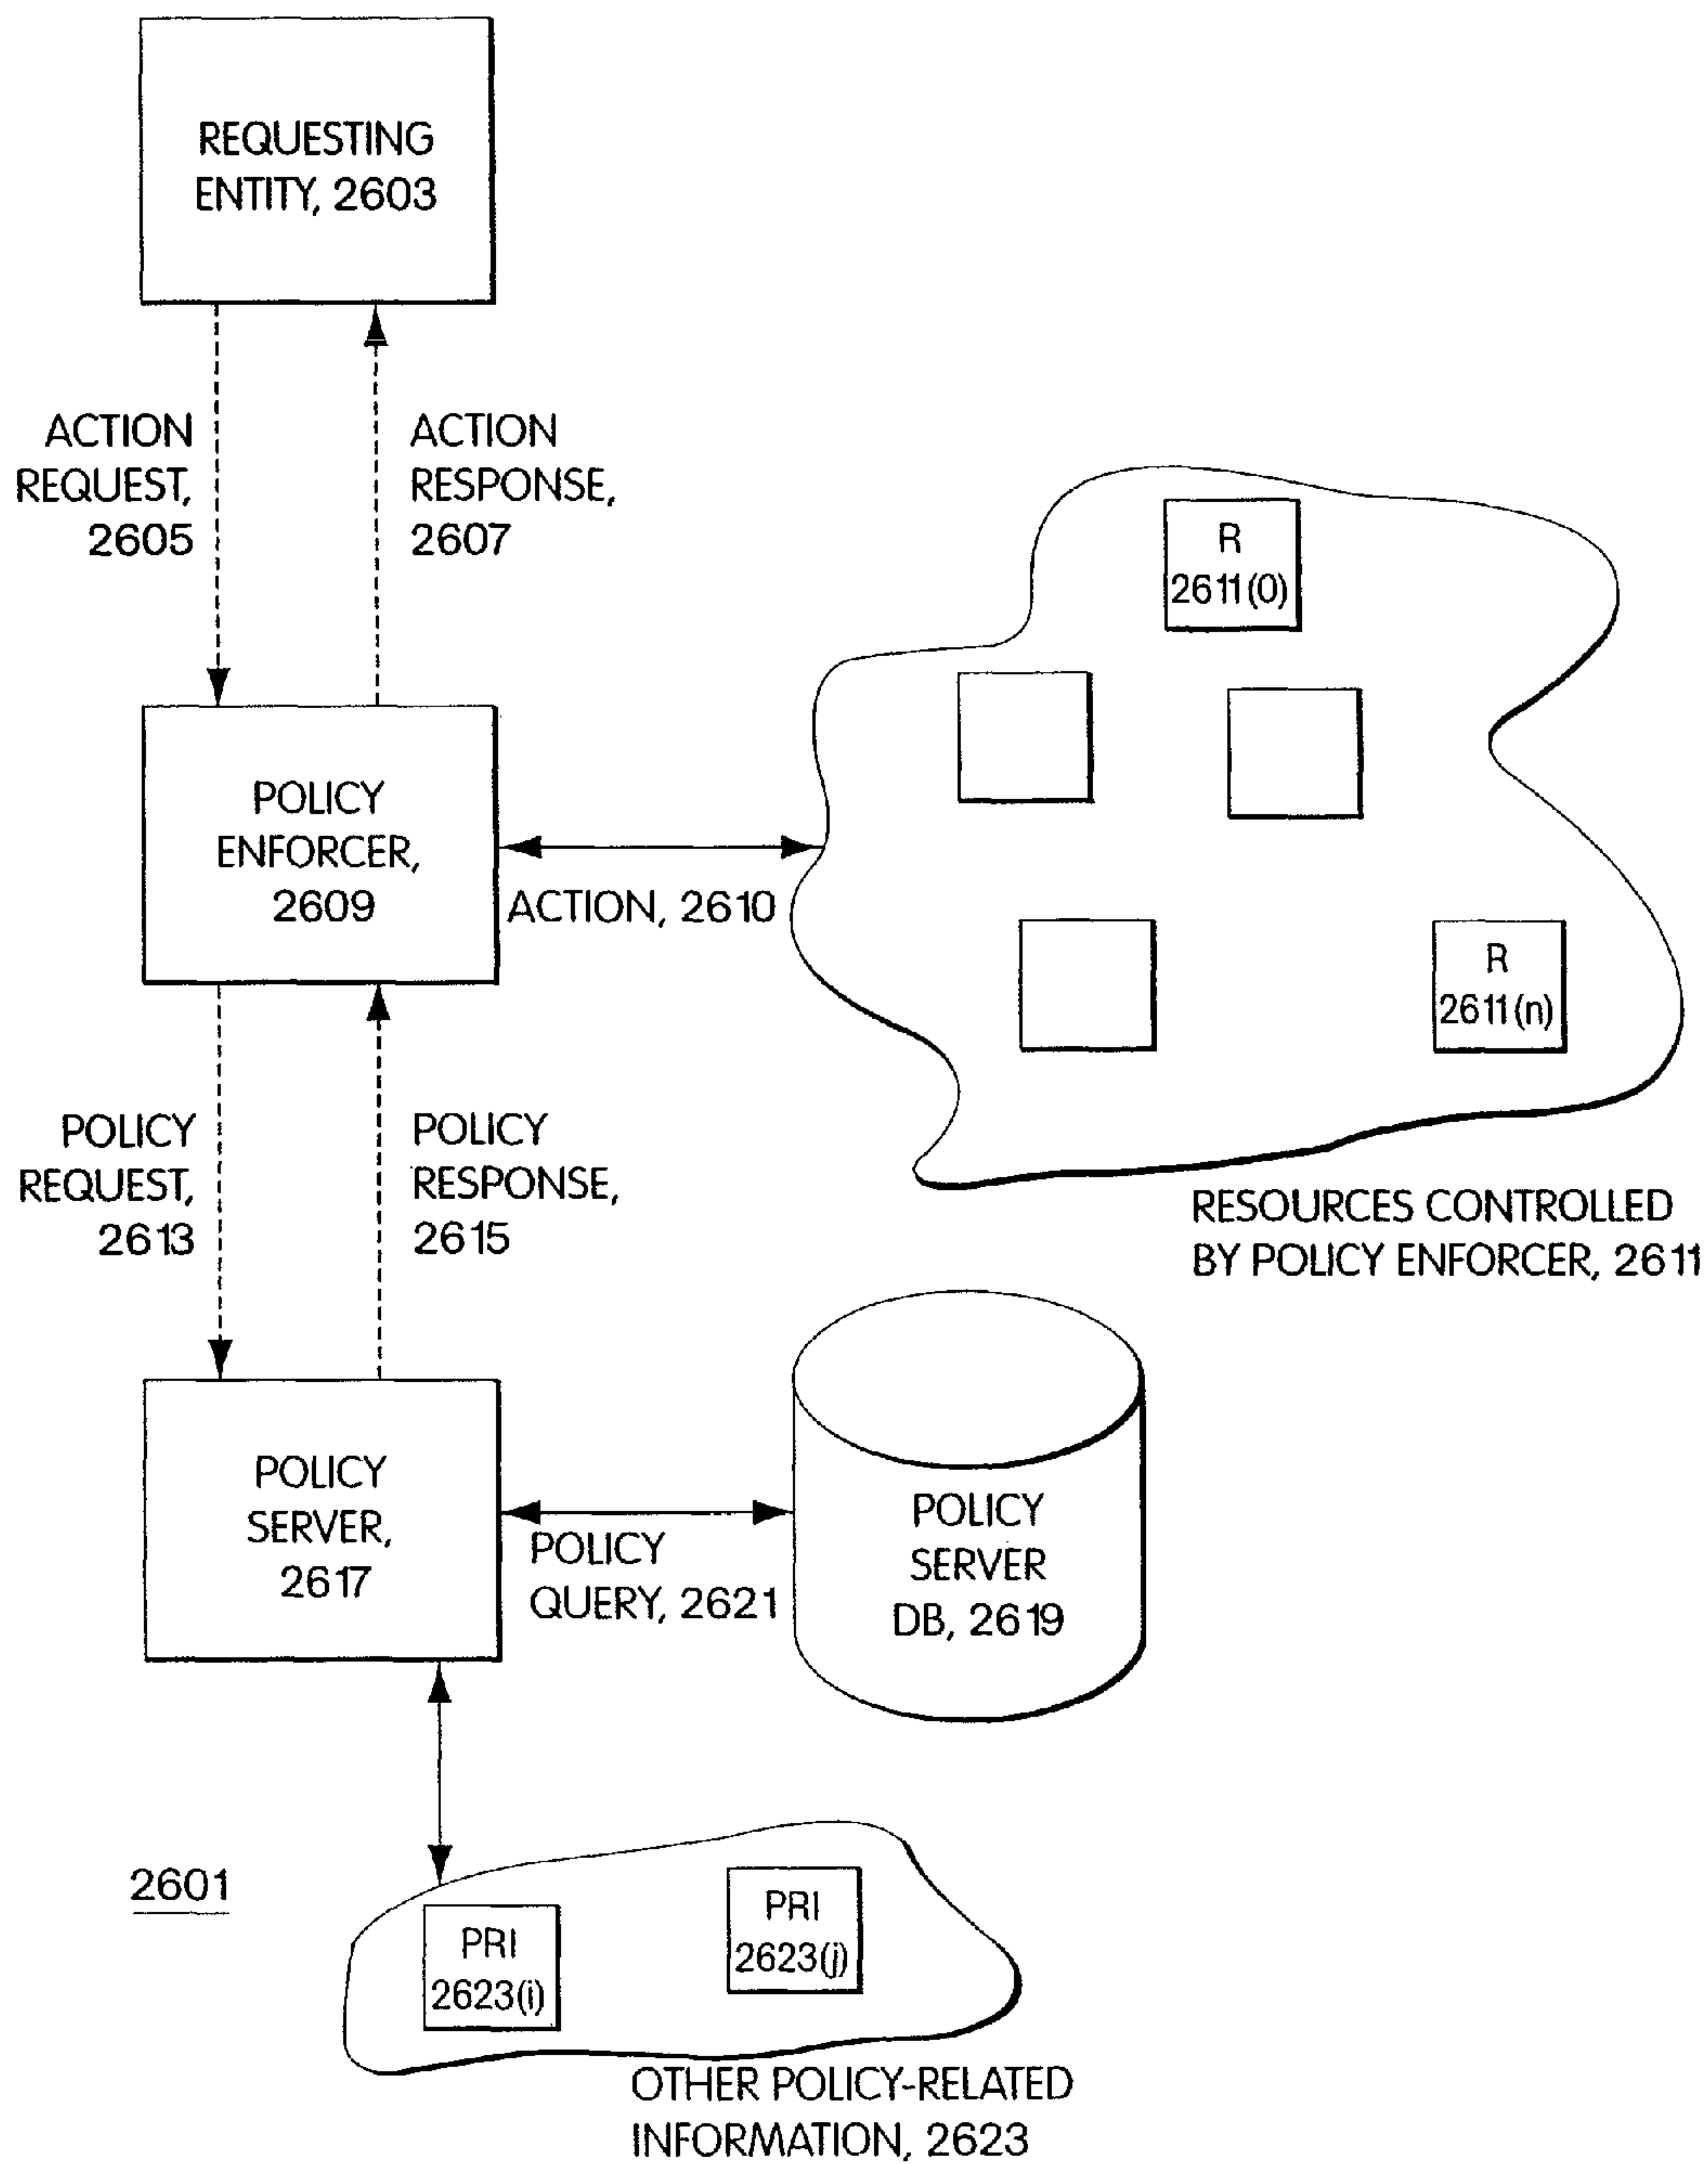 REQUESTING
ENTITY, 2603
ACTION
REQUEST,
2605
ACTION
RESPONSE,
2607
R
2611(0)
POLICY
ENFORCER,
2609
ACTION, 2610
R
2611(n)
POLICY
REQUEST,
2613
POLICY
RESPONSE,
2615
RESOURCES CONTROLLED
BY POLICY ENFORCER, 2611
POLICY
SERVER,
2617
POLICY
QUERY, 2621
POLICY
SERVER
DB, 2619
2601
PRI
2623(i)
PRI
2623(j)
OTHER POLICY-RELATED
INFORMATION, 2623